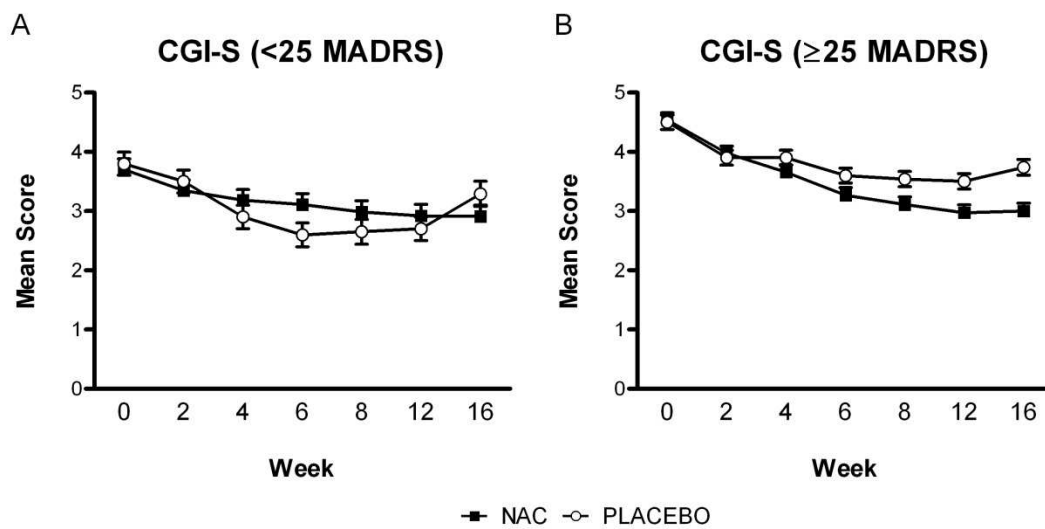 A
CGI-S (<25 MADRS)
Mean Score
5
4
3
2
1
0
0 2 4 6 8 12 16
Week
B
CGI-S (≥25 MADRS)
Mean Score
5
4
3
2
1
0
0 2 4 6 8 12 16
Week
NAC PLACEBO